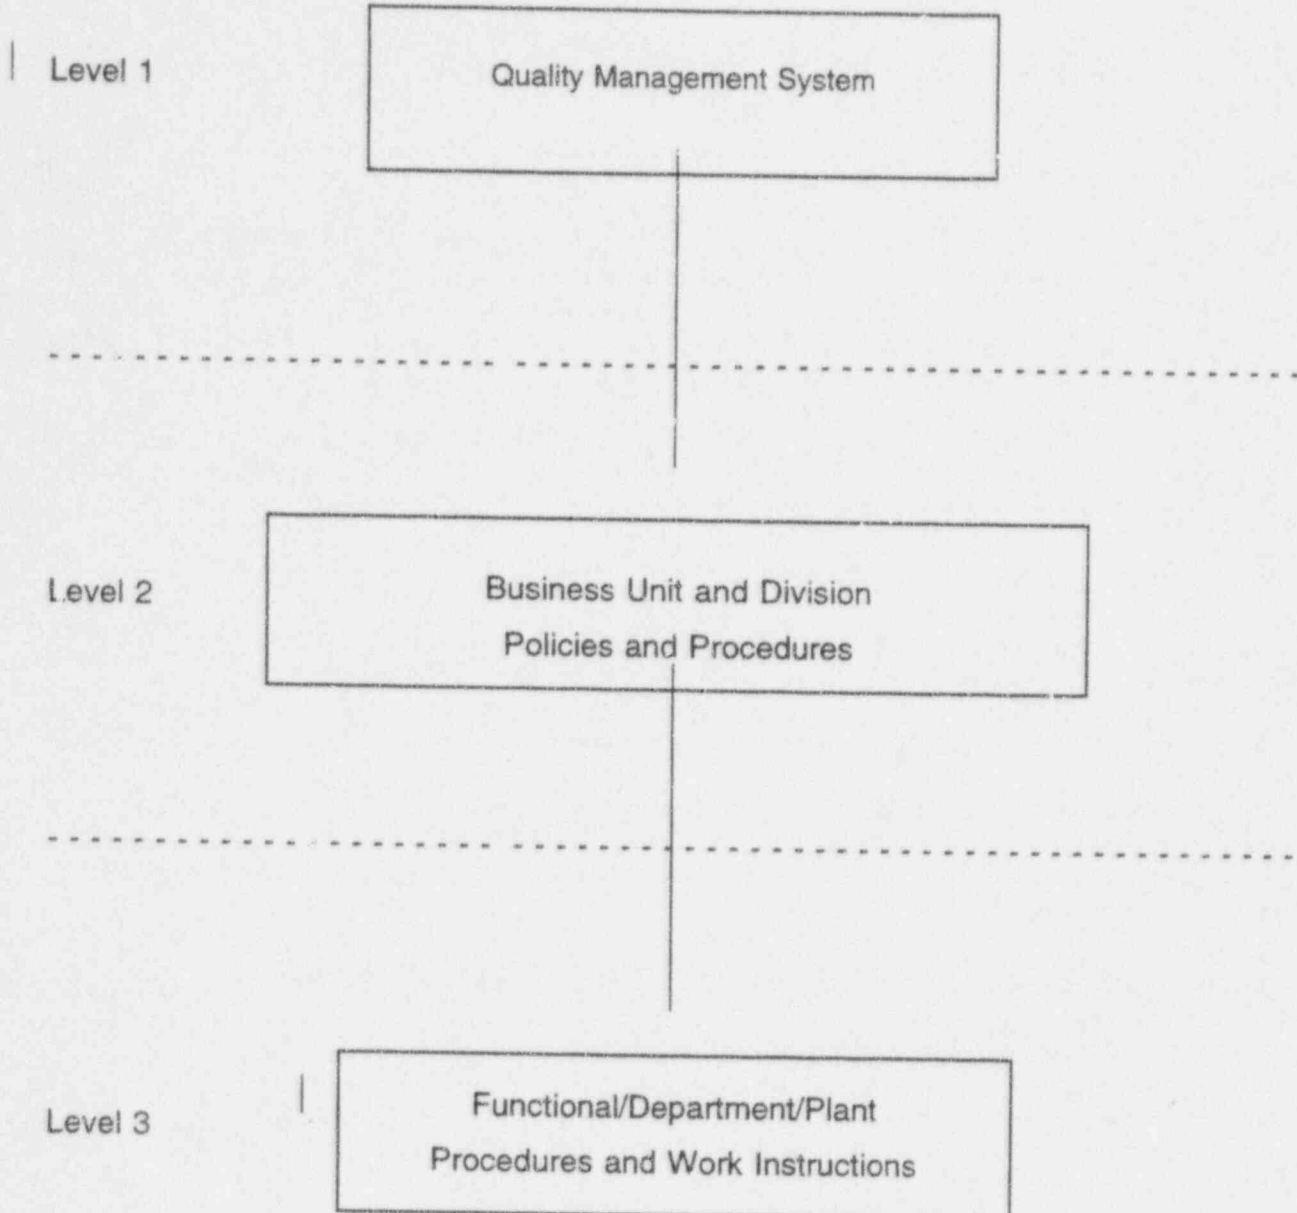 Level 1
Quality Management System
Level 2
Business Unit and Division
Policies and Procedures
Level 3
Functional/Department/Plant
Procedures and Work Instructions